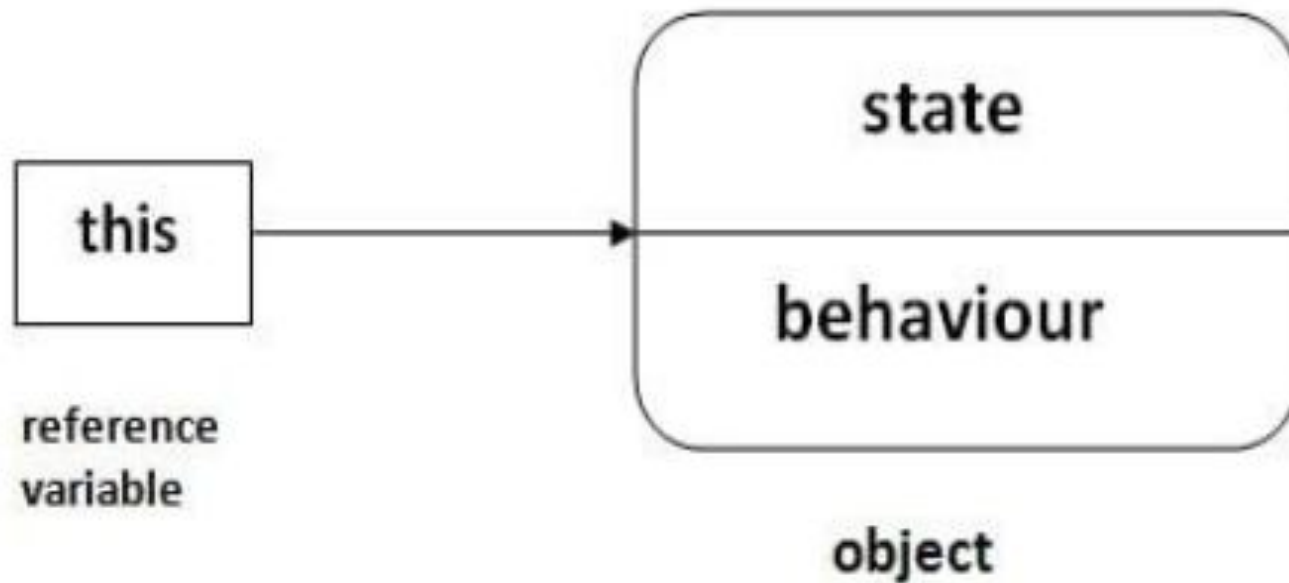 this
reference
variable
state
behaviour
object